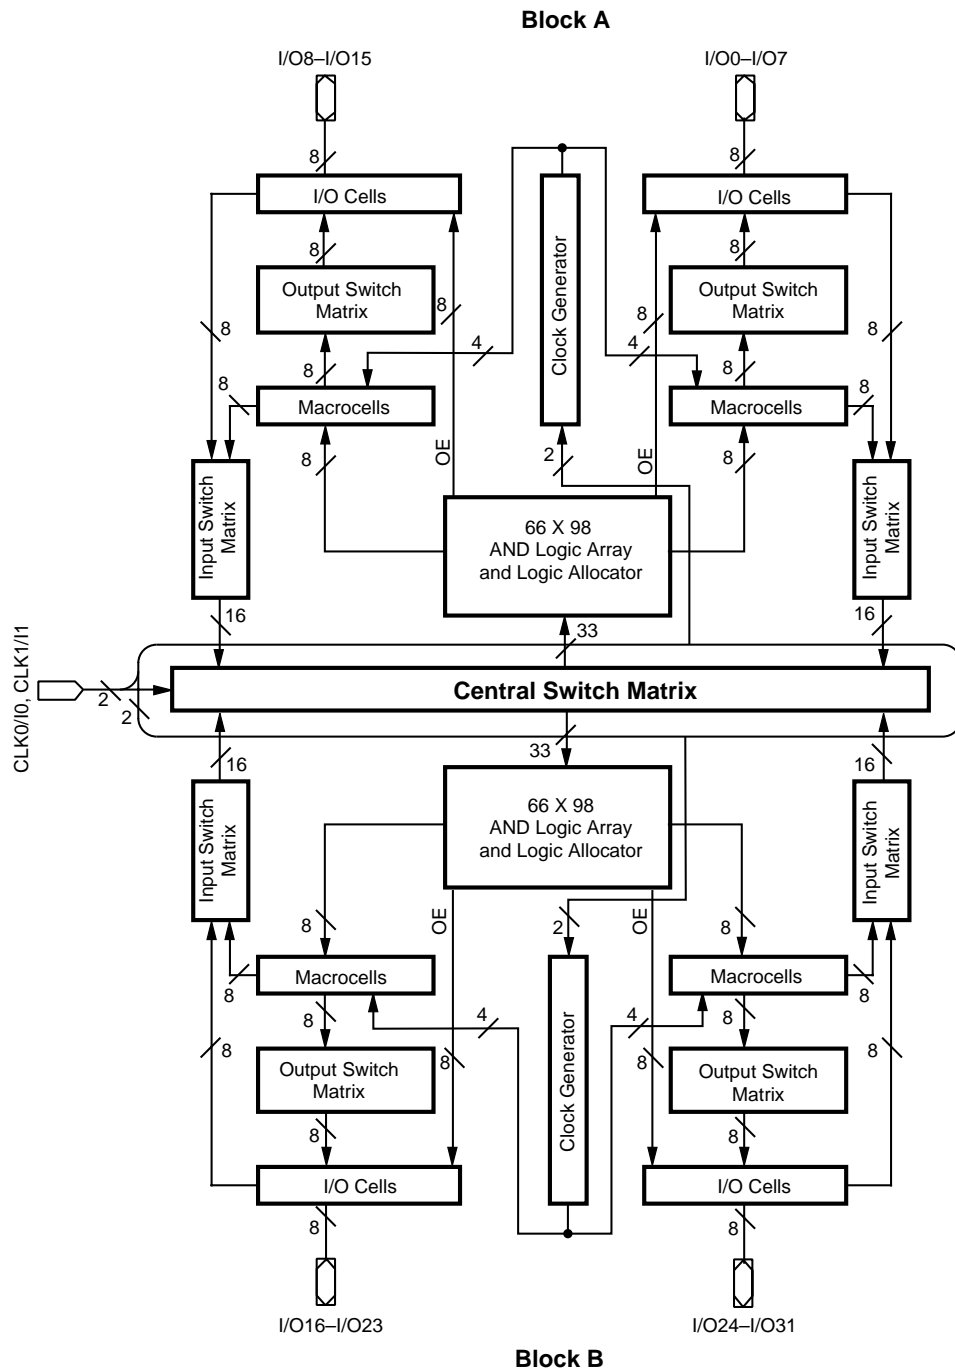 Block A
I/O8–I/O15
I/O0–I/O7
8
8
I/O Cells
I/O Cells
8
8
Output Switch
Matrix
Clock Generator
Output Switch
Matrix
8
8
8
8
4
4
8
8
8
8
Macrocells
Macrocells
OE
OE
8
2
8
Input Switch
Matrix
66 X 98
AND Logic Array
and Logic Allocator
Input Switch
Matrix
16
33
16
CLK0/I0, CLK1/I1
2
2
Central Switch Matrix
16
33
16
Input Switch
Matrix
66 X 98
AND Logic Array
and Logic Allocator
Input Switch
Matrix
8
OE
2
OE
8
Macrocells
Macrocells
8
8
8
8
4
4
8
8
8
8
Output Switch
Matrix
Clock Generator
Output Switch
Matrix
8
8
I/O Cells
I/O Cells
8
8
I/O16–I/O23
I/O24–I/O31
Block B